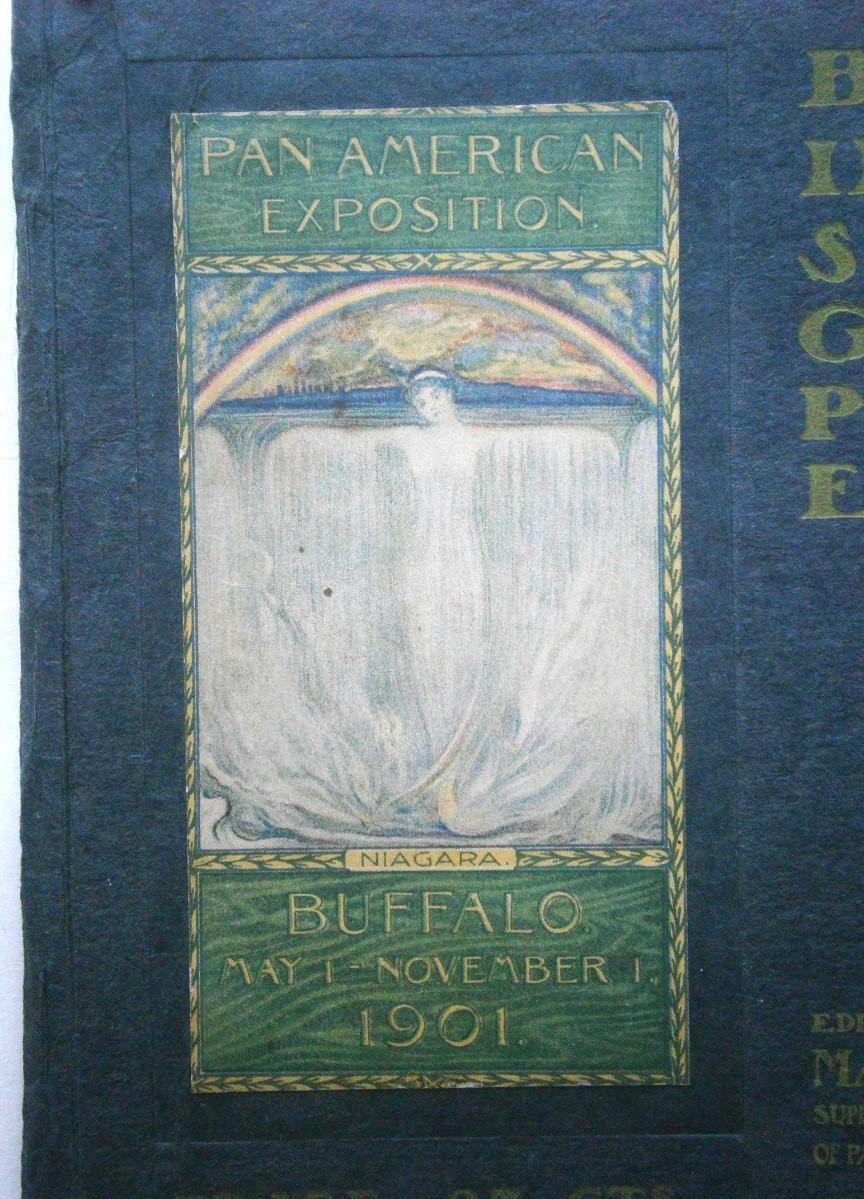 PAN AMERICAN
EXPOSITION.
NIAGARA.
BUFFALO.
MAY 1 - NOVEMBER 1.
1901.
B
S
G
P
E